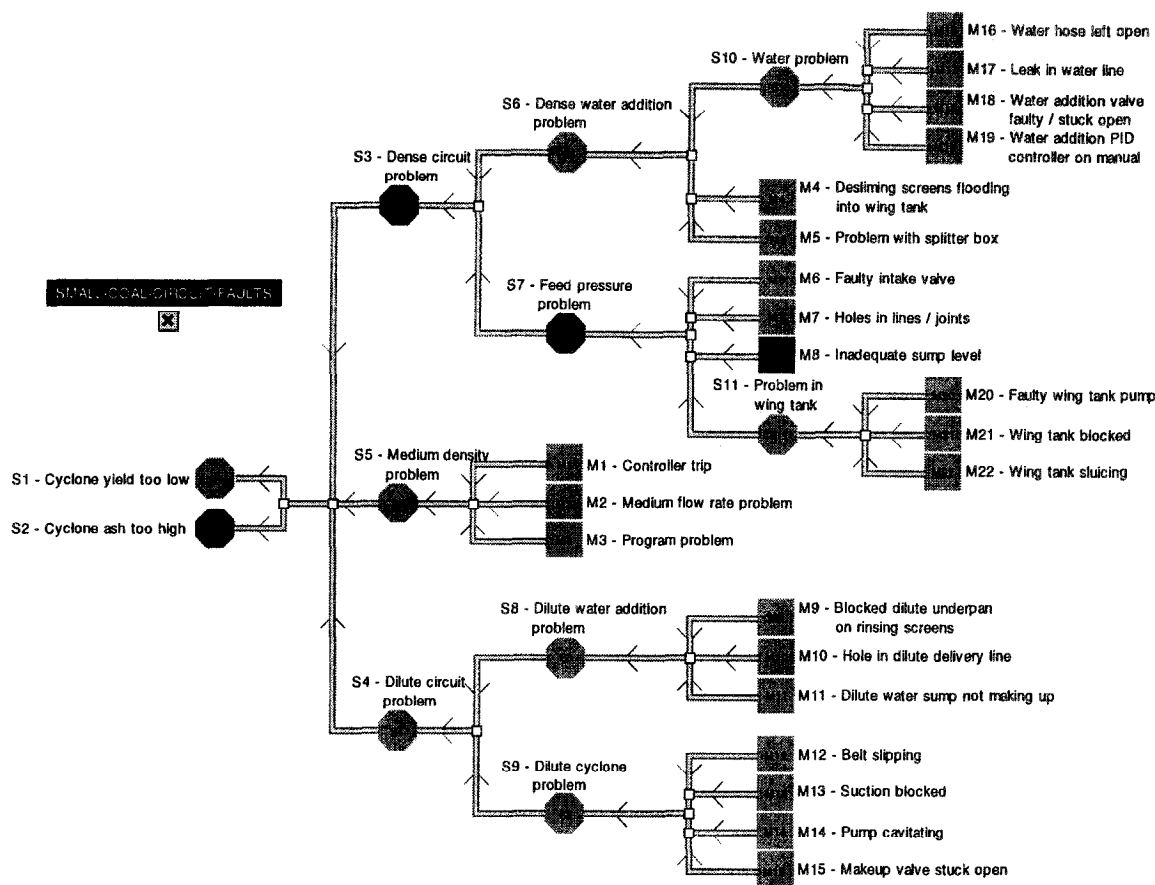 M16 - Water hose left open
S10 - Water problem
M17 - Leak in water line
M18 - Water addition valve
faulty / stuck open
M19 - Water addition PID
controller on manual
S6 - Dense water addition
problem
S3 - Dense circuit
problem
M4 - Desliming screens flooding
into wing tank
M5 - Problem with splitter box
S7 - Feed pressure
problem
M6 - Faulty intake valve
M7 - Holes in lines / joints
M8 - Inadequate sump level
SMALL-COAL-CIRCUIT-FAULTS
S11 - Problem in
wing tank
M20 - Faulty wing tank pump
M21 - Wing tank blocked
M22 - Wing tank sluicing
S5 - Medium density
problem
M1 - Controller trip
M2 - Medium flow rate problem
M3 - Program problem
S1 - Cyclone yield too low
S2 - Cyclone ash too high
S8 - Dilute water addition
problem
M9 - Blocked dilute underpan
on rinsing screens
M10 - Hole in dilute delivery line
M11 - Dilute water sump not making up
S4 - Dilute circuit
problem
S9 - Dilute cyclone
problem
M12 - Belt slipping
M13 - Suction blocked
M14 - Pump cavitating
M15 - Makeup valve stuck open